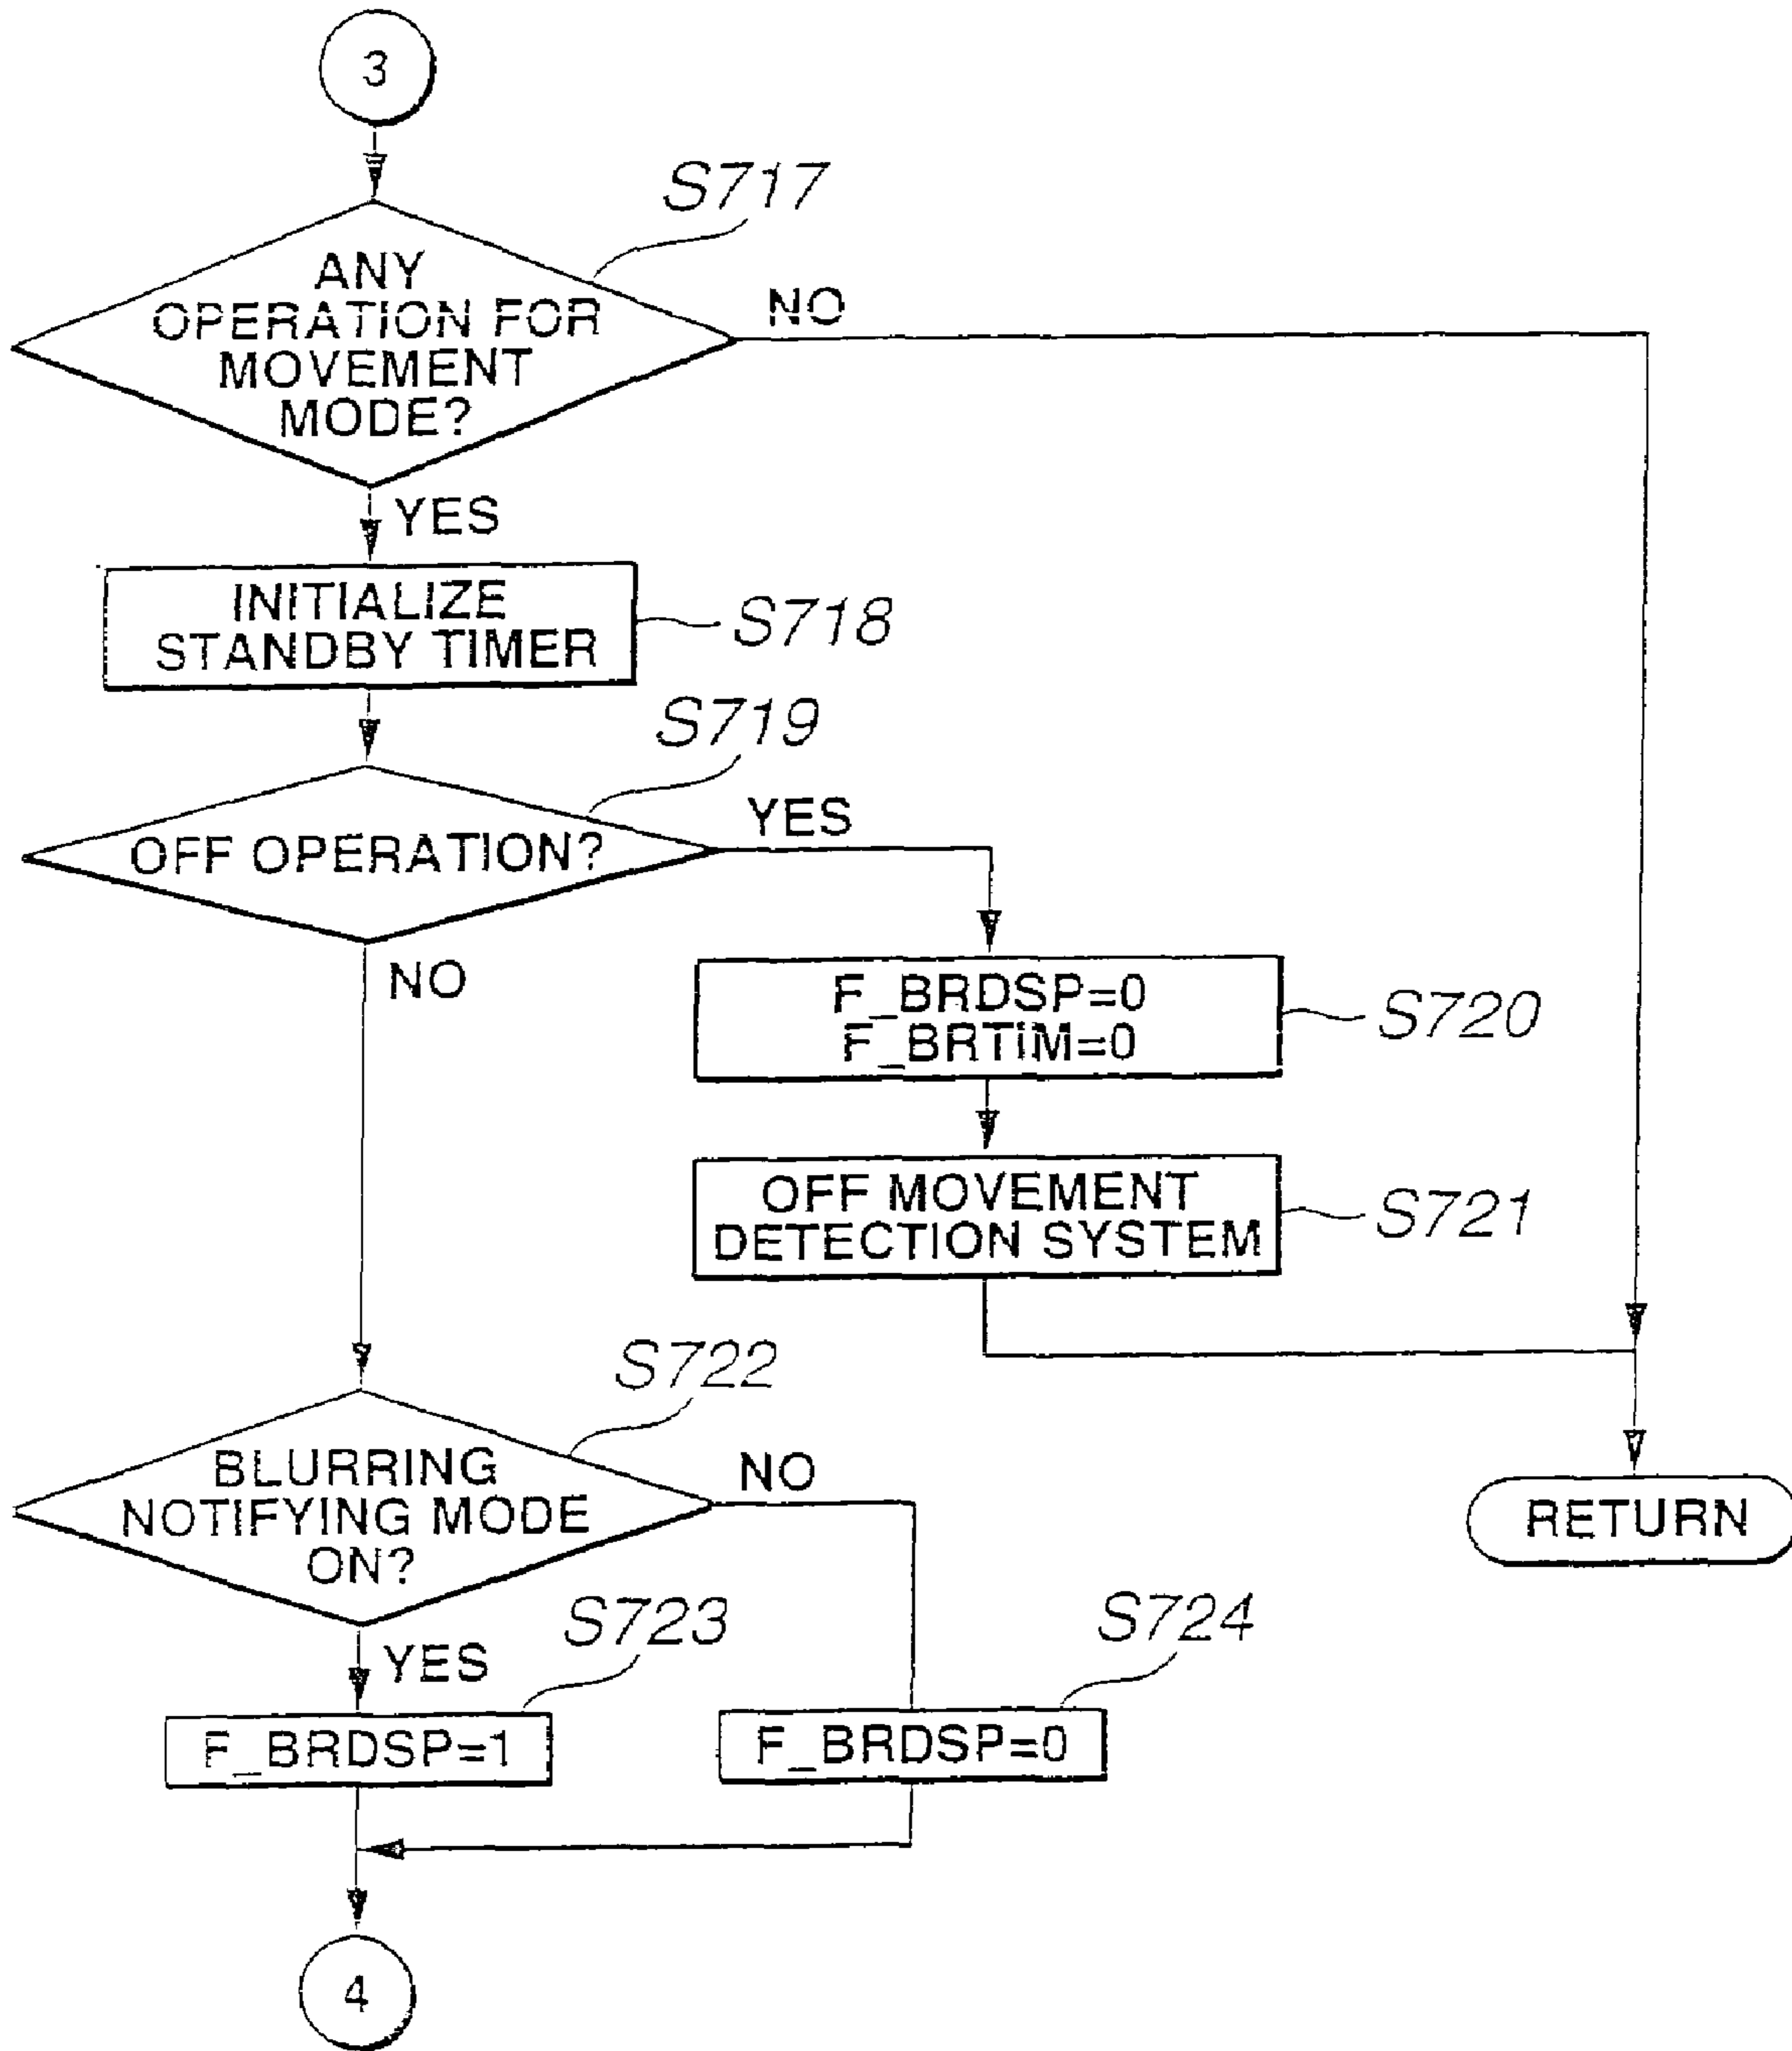 3
S717
ANY
OPERATION FOR
MOVEMENT
MODE?
NO
YES
INITIALIZE
STANDBY TIMER
S718
S719
OFF OPERATION?
YES
NO
F_BRDSP=0
F_BRTIM=0
S720
OFF MOVEMENT
DETECTION SYSTEM
S721
S722
BLURRING
NOTIFYING MODE
ON?
NO
RETURN
YES
S723
S724
F_BRDSP=1
F_BRDSP=0
4